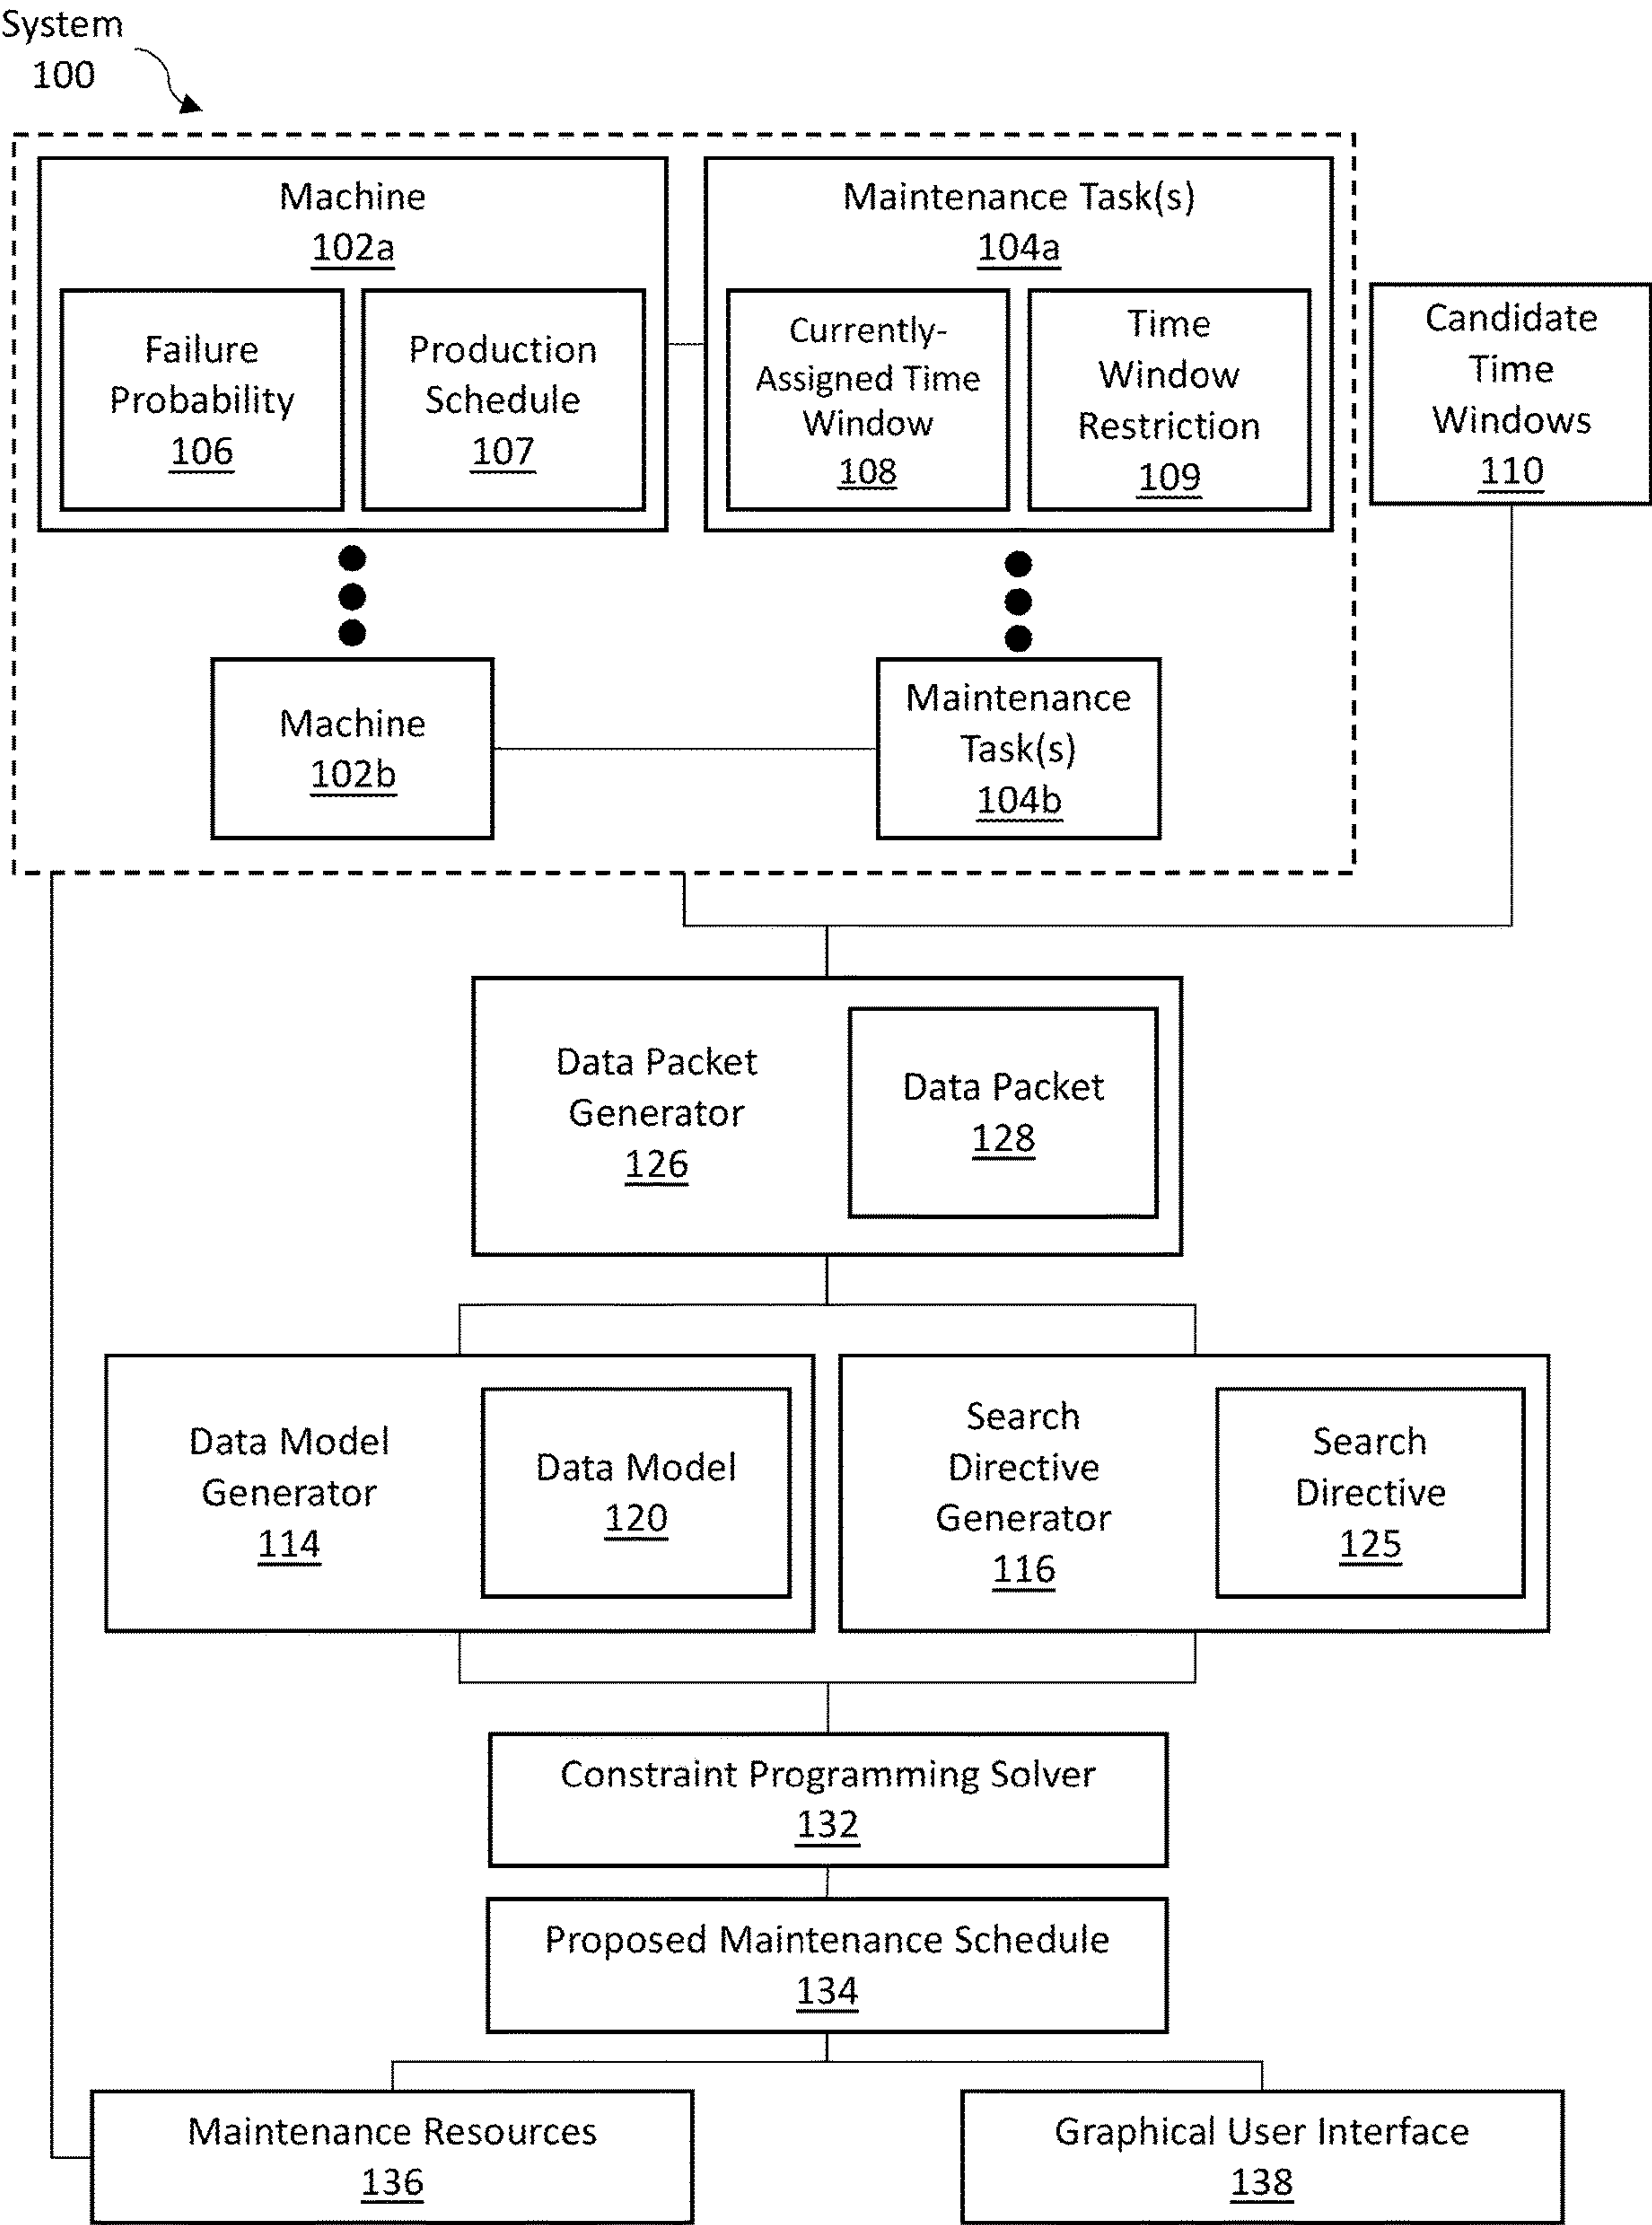 System
100
Machine
102a
Failure
Probability
106
Production
Schedule
107
Maintenance Task(s)
104a
Currently-
Assigned Time
Window
108
Time
Window
Restriction
109
Candidate
Time
Windows
110
Machine
102b
Maintenance
Task(s)
104b
Data Packet
Generator
126
Data Packet
128
Data Model
Generator
114
Data Model
120
Search
Directive
Generator
116
Search
Directive
125
Constraint Programming Solver
132
Proposed Maintenance Schedule
134
Maintenance Resources
136
Graphical User Interface
138